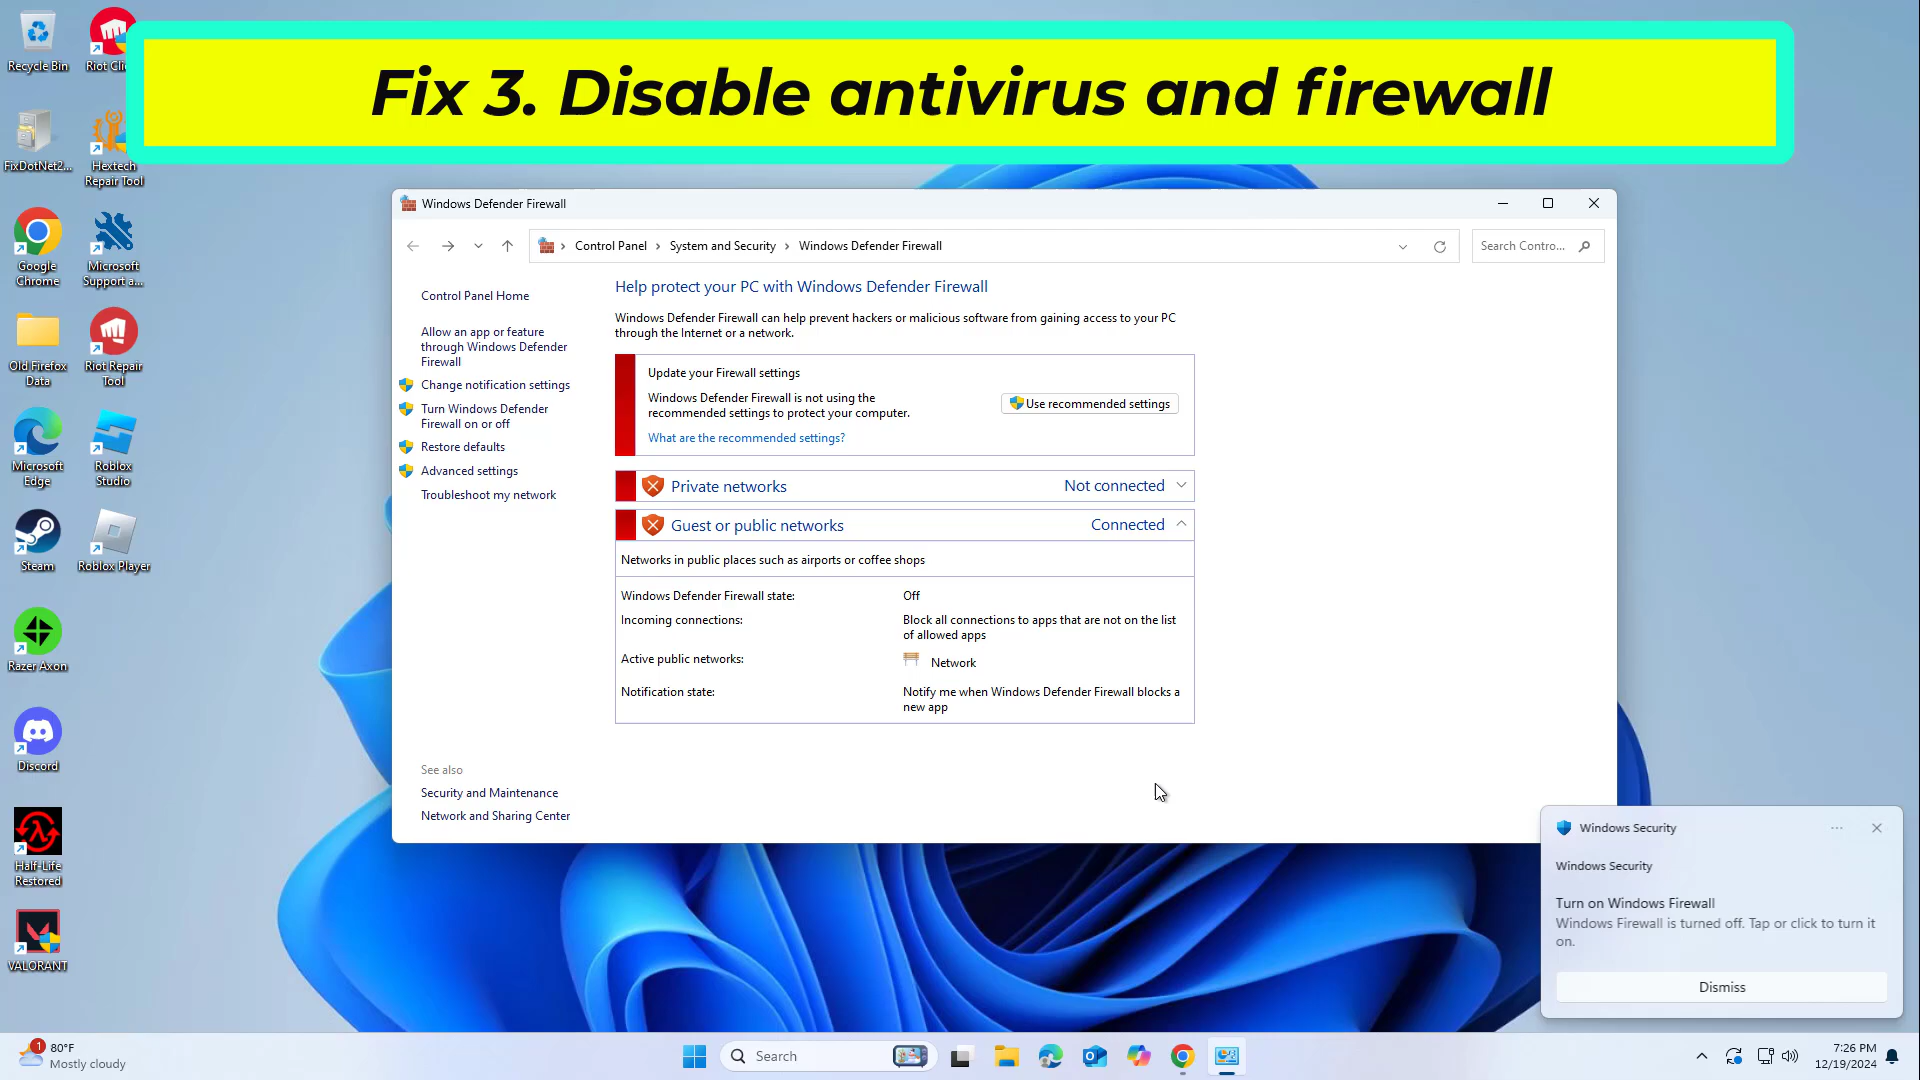 Fix 3. Disable antivirus and firewall
Recycle Bin
Riot Cli
FixDotNet2...
Hextech
Repair Tool
Google
Chrome
Microsoft
Support a...
Old Firefox
Data
Riot Repair
Tool
Microsoft
Edge
Roblox
Studio
Steam
Roblox Player
Razer Axon
Discord
Half-Life
Restored
VALORANT
Windows Defender Firewall
Control Panel > System and Security > Windows Defender Firewall
Search Contro...
Control Panel Home
Allow an app or feature
through Windows Defender
Firewall
Change notification settings
Turn Windows Defender
Firewall on or off
Restore defaults
Advanced settings
Troubleshoot my network
See also
Security and Maintenance
Network and Sharing Center
Help protect your PC with Windows Defender Firewall
Windows Defender Firewall can help prevent hackers or malicious software from gaining access to your PC
through the Internet or a network.
Update your Firewall settings
Windows Defender Firewall is not using the
recommended settings to protect your computer.
Use recommended settings
What are the recommended settings?
Private networks Not connected
Guest or public networks Connected
Networks in public places such as airports or coffee shops
Windows Defender Firewall state: Off
Incoming connections: Block all connections to apps that are not on the list
of allowed apps
Active public networks: Network
Notification state: Notify me when Windows Defender Firewall blocks a
new app
Windows Security
Windows Security
Turn on Windows Firewall
Windows Firewall is turned off. Tap or click to turn it
on.
Dismiss
1
80°F
Mostly cloudy
Search
7:26 PM
12/19/2024